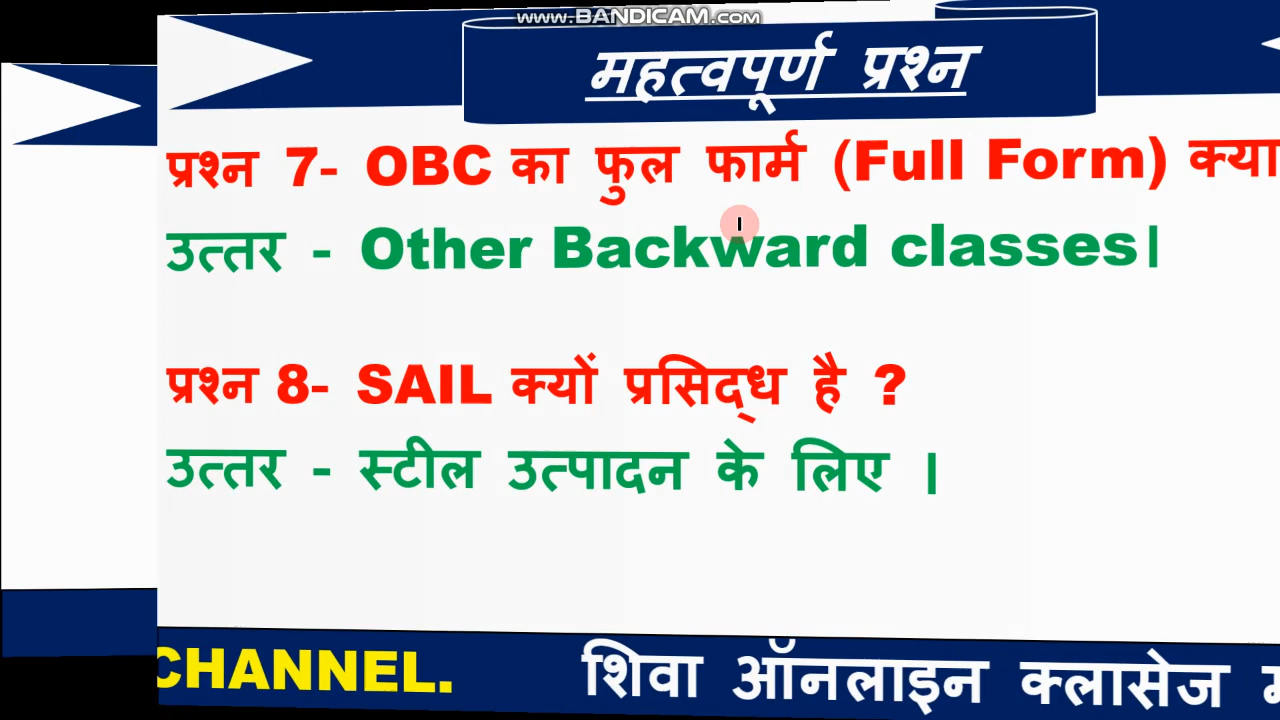 www.BANDICAM.com
महत्वपूर्ण प्रश्न
प्रश्न 7- OBC का फुल फार्म (Full Form) क्या
उत्तर - Other Backward classes|
प्रश्न 8- SAIL क्यों प्रसिद्ध है ?
उत्तर - स्टील उत्पादन के लिए |
CHANNEL. शिवा ऑनलाइन क्लासेज